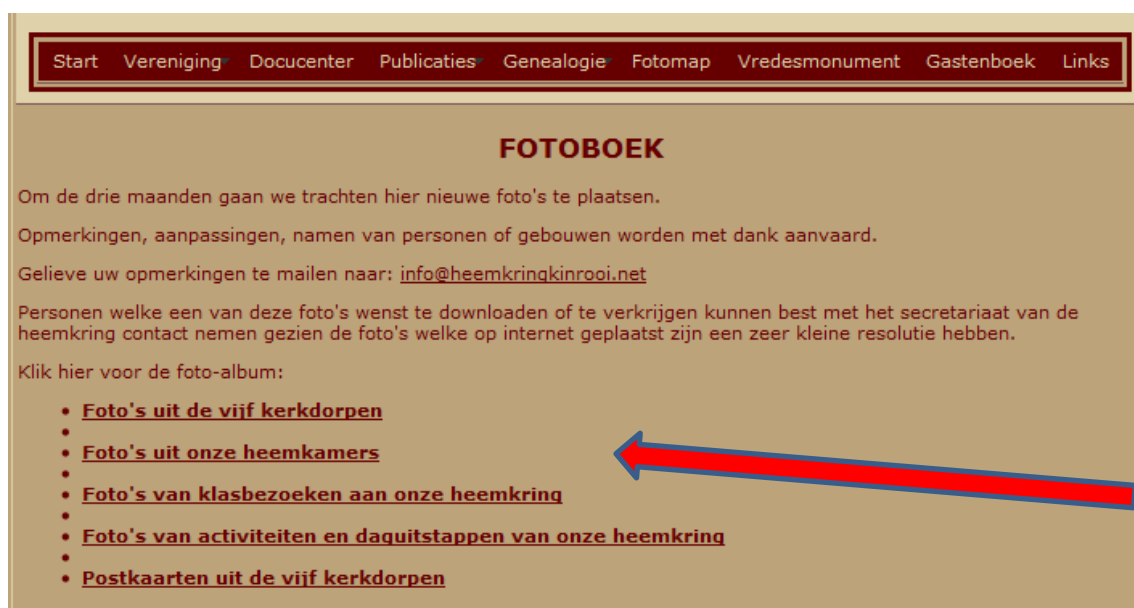 Start Vereniging Docucenter Publicaties Genealogie Fotomap Vredesmonument Gastenboek Links
FOTOBOEK
Om de drie maanden gaan we trachten hier nieuwe foto's te plaatsen.
Opmerkingen, aanpassingen, namen van personen of gebouwen worden met dank aanvaard.
Gelieve uw opmerkingen te mailen naar: info@heemkringkinrooi.net
Personen welke een van deze foto's wenst te downloaden of te verkrijgen kunnen best met het secretariaat van de
heemkring contact nemen gezien de foto's welke op internet geplaatst zijn een zeer kleine resolutie hebben.
Klik hier voor de foto-album:
• Foto's uit de vijf kerkdorpen
•
• Foto's uit onze heemkamers
•
• Foto's van klasbezoeken aan onze heemkring
•
• Foto's van activiteiten en daguitstappen van onze heemkring
•
• Postkaarten uit de vijf kerkdorpen